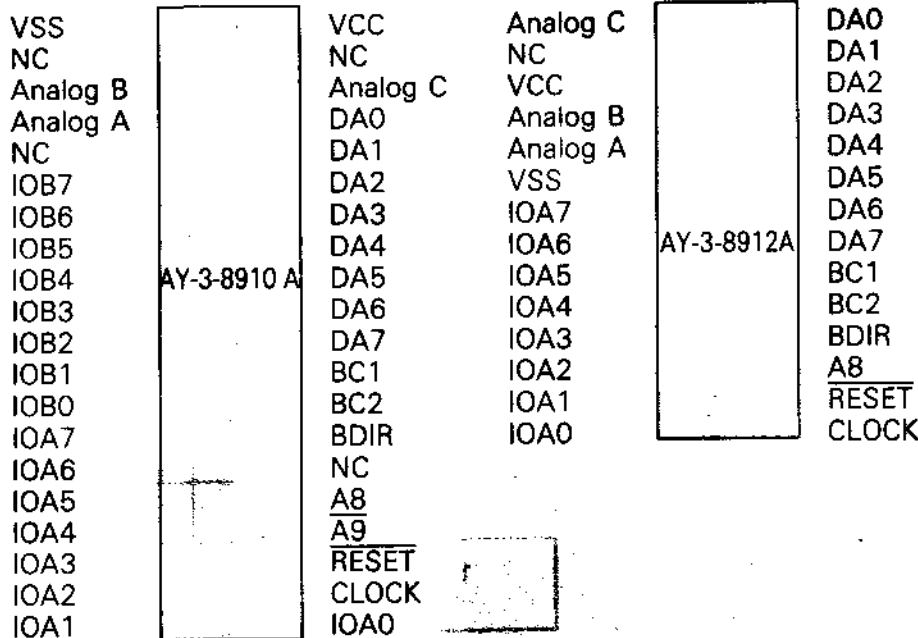 VSS VCC Analog C DA0
NC NC NC DA1
Analog B Analog C VCC DA2
Analog A DA0 Analog B DA3
NC DA1 Analog A DA4
IOB7 DA2 VSS DA5
IOB6 DA3 IOA7 DA6
IOB5 DA4 IOA6 AY-3-8912A DA7
IOB4 AY-3-8910 A DA5 IOA5 BC1
IOB3 DA6 IOA4 BC2
IOB2 DA7 IOA3 BDIR
IOB1 BC1 IOA2 A8
IOB0 BC2 IOA1 RESET
IOA7 BDIR IOA0 CLOCK
IOA6 NC
IOA5 A8
IOA4 A9
IOA3 RESET
IOA2 CLOCK
IOA1 IOA0